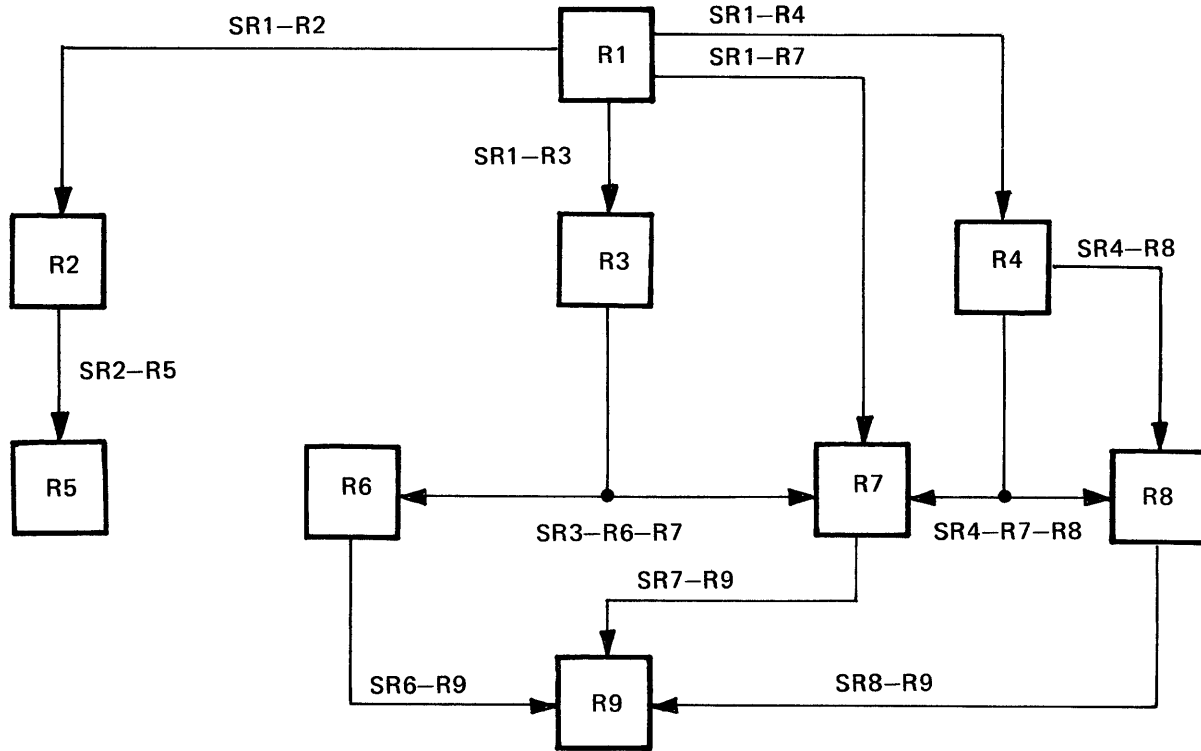 SR1–R4
SR1–R2
R1
SR1–R7
SR1–R3
R2
R3
R4
SR4–R8
SR2–R5
R5
R6
R7
R8
SR3–R6–R7
SR4–R7–R8
SR7–R9
SR6–R9
SR8–R9
R9